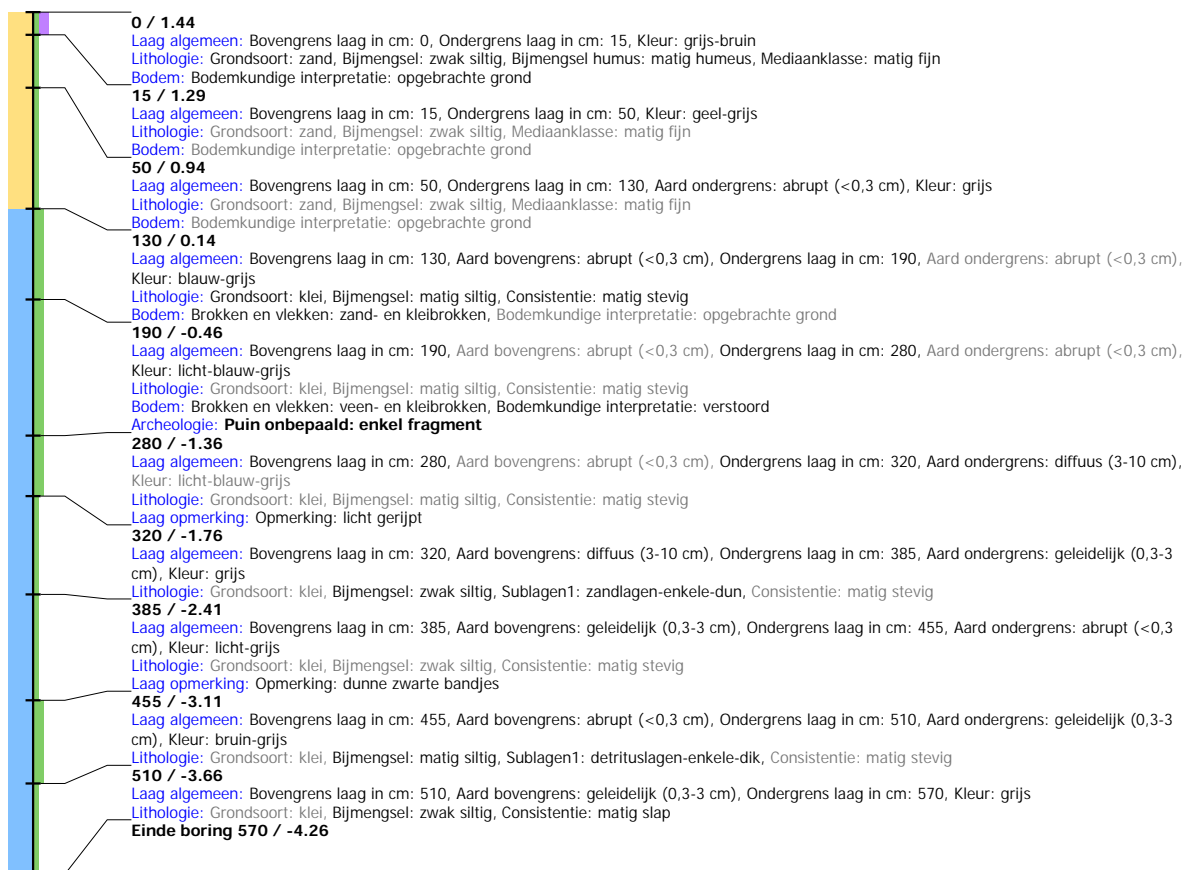 0 / 1.44
Laag algemeen: Bovengrens laag in cm: 0, Ondergrens laag in cm: 15, Kleur: grijs-bruin
Lithologie: Grondsoort: zand, Bijmengsel: zwak siltig, Bijmengsel humus: matig humeus, Mediaanklasse: matig fijn
Bodem: Bodemkundige interpretatie: opgebrachte grond
15 / 1.29
Laag algemeen: Bovengrens laag in cm: 15, Ondergrens laag in cm: 50, Kleur: geel-grijs
Lithologie: Grondsoort: zand, Bijmengsel: zwak siltig, Mediaanklasse: matig fijn
Bodem: Bodemkundige interpretatie: opgebrachte grond
50 / 0.94
Laag algemeen: Bovengrens laag in cm: 50, Ondergrens laag in cm: 130, Aard ondergrens: abrupt (<0,3 cm), Kleur: grijs
Lithologie: Grondsoort: zand, Bijmengsel: zwak siltig, Mediaanklasse: matig fijn
Bodem: Bodemkundige interpretatie: opgebrachte grond
130 / 0.14
Laag algemeen: Bovengrens laag in cm: 130, Aard bovengrens: abrupt (<0,3 cm), Ondergrens laag in cm: 190, Aard ondergrens: abrupt (<0,3 cm),
Kleur: blauw-grijs
Lithologie: Grondsoort: klei, Bijmengsel: matig siltig, Consistentie: matig stevig
Bodem: Brokken en vlekken: zand- en kleibrokken, Bodemkundige interpretatie: opgebrachte grond
190 / -0.46
Laag algemeen: Bovengrens laag in cm: 190, Aard bovengrens: abrupt (<0,3 cm), Ondergrens laag in cm: 280, Aard ondergrens: abrupt (<0,3 cm),
Kleur: licht-blauw-grijs
Lithologie: Grondsoort: klei, Bijmengsel: matig siltig, Consistentie: matig stevig
Bodem: Brokken en vlekken: veen- en kleibrokken, Bodemkundige interpretatie: verstoord
Archeologie: Puin onbepaald: enkel fragment
280 / -1.36
Laag algemeen: Bovengrens laag in cm: 280, Aard bovengrens: abrupt (<0,3 cm), Ondergrens laag in cm: 320, Aard ondergrens: diffuus (3-10 cm),
Kleur: licht-blauw-grijs
Lithologie: Grondsoort: klei, Bijmengsel: matig siltig, Consistentie: matig stevig
Laag opmerking: Opmerking: licht gerijpt
320 / -1.76
Laag algemeen: Bovengrens laag in cm: 320, Aard bovengrens: diffuus (3-10 cm), Ondergrens laag in cm: 385, Aard ondergrens: geleidelijk (0,3-3
cm), Kleur: grijs
Lithologie: Grondsoort: klei, Bijmengsel: zwak siltig, Sublagen1: zandlagen-enkele-dun, Consistentie: matig stevig
385 / -2.41
Laag algemeen: Bovengrens laag in cm: 385, Aard bovengrens: geleidelijk (0,3-3 cm), Ondergrens laag in cm: 455, Aard ondergrens: abrupt (<0,3
cm), Kleur: licht-grijs
Lithologie: Grondsoort: klei, Bijmengsel: zwak siltig, Consistentie: matig stevig
Laag opmerking: Opmerking: dunne zwarte bandjes
455 / -3.11
Laag algemeen: Bovengrens laag in cm: 455, Aard bovengrens: abrupt (<0,3 cm), Ondergrens laag in cm: 510, Aard ondergrens: geleidelijk (0,3-3
cm), Kleur: bruin-grijs
Lithologie: Grondsoort: klei, Bijmengsel: matig siltig, Sublagen1: detrituslagen-enkele-dik, Consistentie: matig stevig
510 / -3.66
Laag algemeen: Bovengrens laag in cm: 510, Aard bovengrens: geleidelijk (0,3-3 cm), Ondergrens laag in cm: 570, Kleur: grijs
Lithologie: Grondsoort: klei, Bijmengsel: zwak siltig, Consistentie: matig slap
Einde boring 570 / -4.26